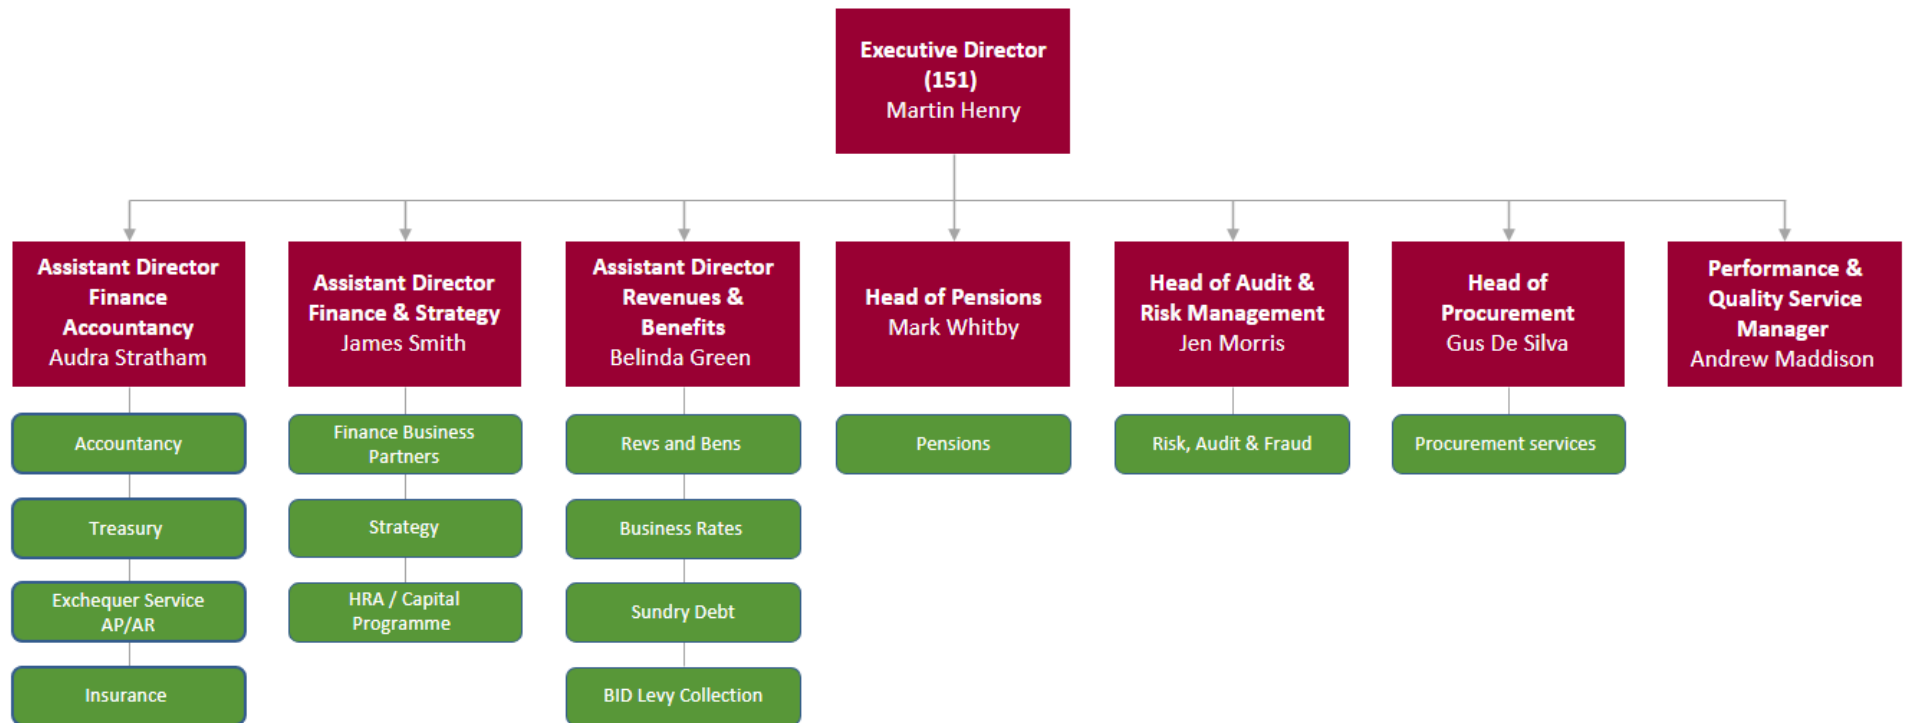 Executive Director
(151)
Martin Henry
Assistant Director
Finance
Accountancy
Audra Stratham
Assistant Director
Finance & Strategy
James Smith
Assistant Director
Revenues &
Benefits
Belinda Green
Head of Pensions
Mark Whitby
Head of Audit &
Risk Management
Jen Morris
Head of
Procurement
Gus De Silva
Performance &
Quality Service
Manager
Andrew Maddison
Accountancy
Finance Business
Partners
Revs and Bens
Pensions
Risk, Audit & Fraud
Procurement services
Treasury
Strategy
Business Rates
Exchequer Service
AP/AR
HRA / Capital
Programme
Sundry Debt
Insurance
BID Levy Collection